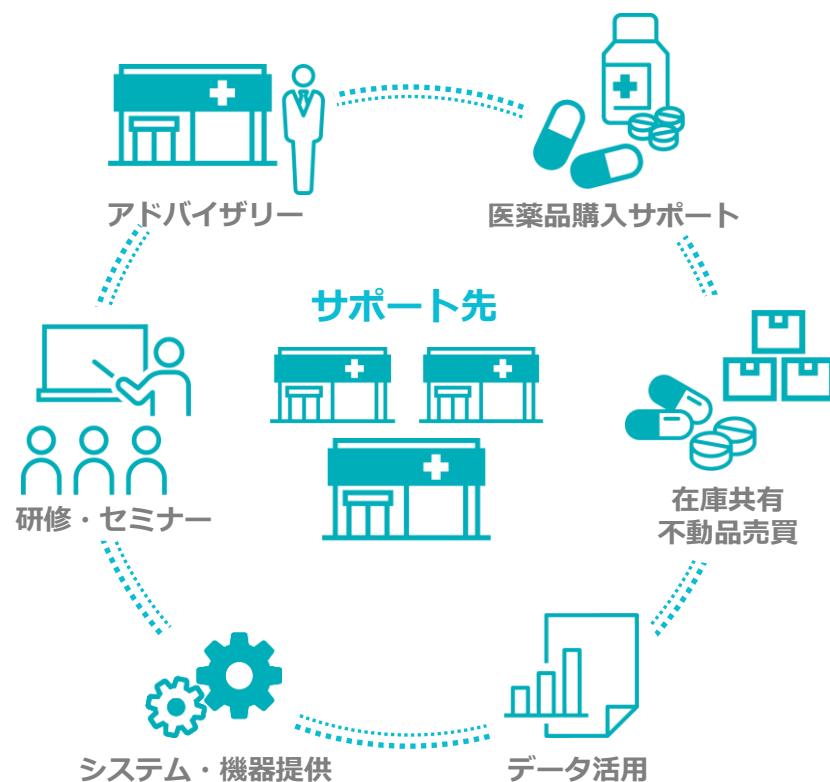 アドバイザリー
医薬品購入サポート
サポート先
研修・セミナー
在庫共有
不動品売買
システム・機器提供
データ活用